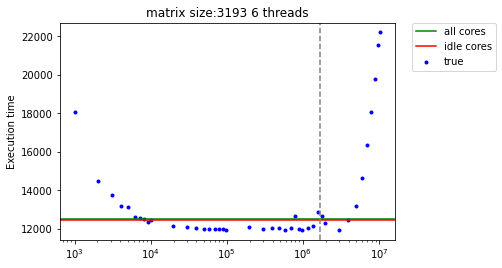 matrix size:3193 6 threads
Execution time
22000
20000
18000
16000
14000
12000
10³ 10⁴ 10⁵ 10⁶ 10⁷
all cores
idle cores
true